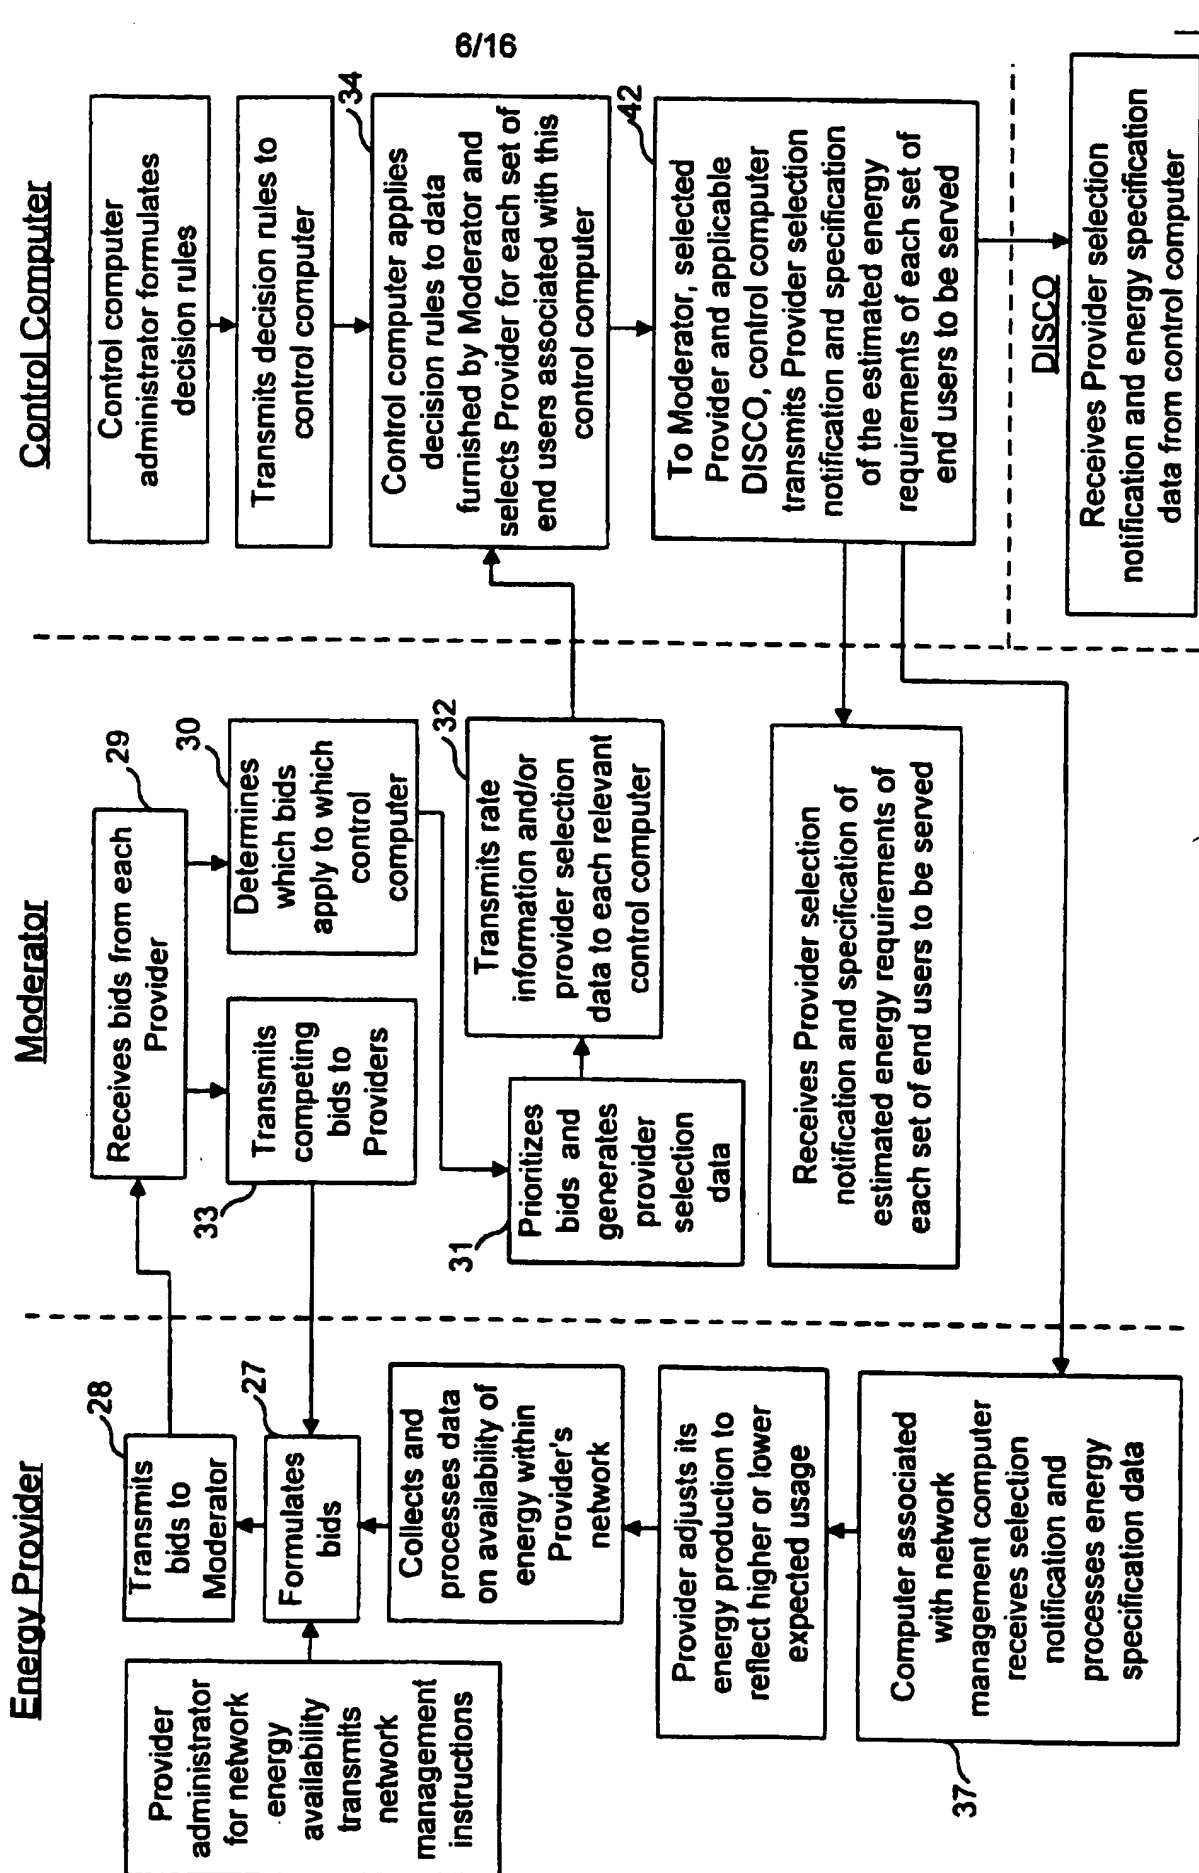 6/16
Energy Provider
Provider
administrator
for network
energy
availability
transmits
network
management
instructions
28
Transmits
bids to
Moderator
27
Formulates
bids
Collects and
processes data
on availability of
energy within
Provider's
network
Provider adjusts its
energy production to
reflect higher or lower
expected usage
Computer associated
with network
management computer
receives selection
notification and
processes energy
specification data
37
Moderator
Receives bids from each
Provider
29
33
Transmits
competing
bids to
Providers
30
Determines
which bids
apply to which
control
computer
31
Prioritizes
bids and
generates
provider
selection
data
32
Transmits rate
information and/or
provider selection
data to each relevant
control computer
Receives Provider selection
notification and specification of
estimated energy requirements of
each set of end users to be served
Control Computer
Control computer
administrator formulates
decision rules
Transmits decision rules to
control computer
34
Control computer applies
decision rules to data
furnished by Moderator and
selects Provider for each set of
end users associated with this
control computer
42
To Moderator, selected
Provider and applicable
DISCO, control computer
transmits Provider selection
notification and specification
of the estimated energy
requirements of each set of
end users to be served
DISCO
Receives Provider selection
notification and energy specification
data from control computer